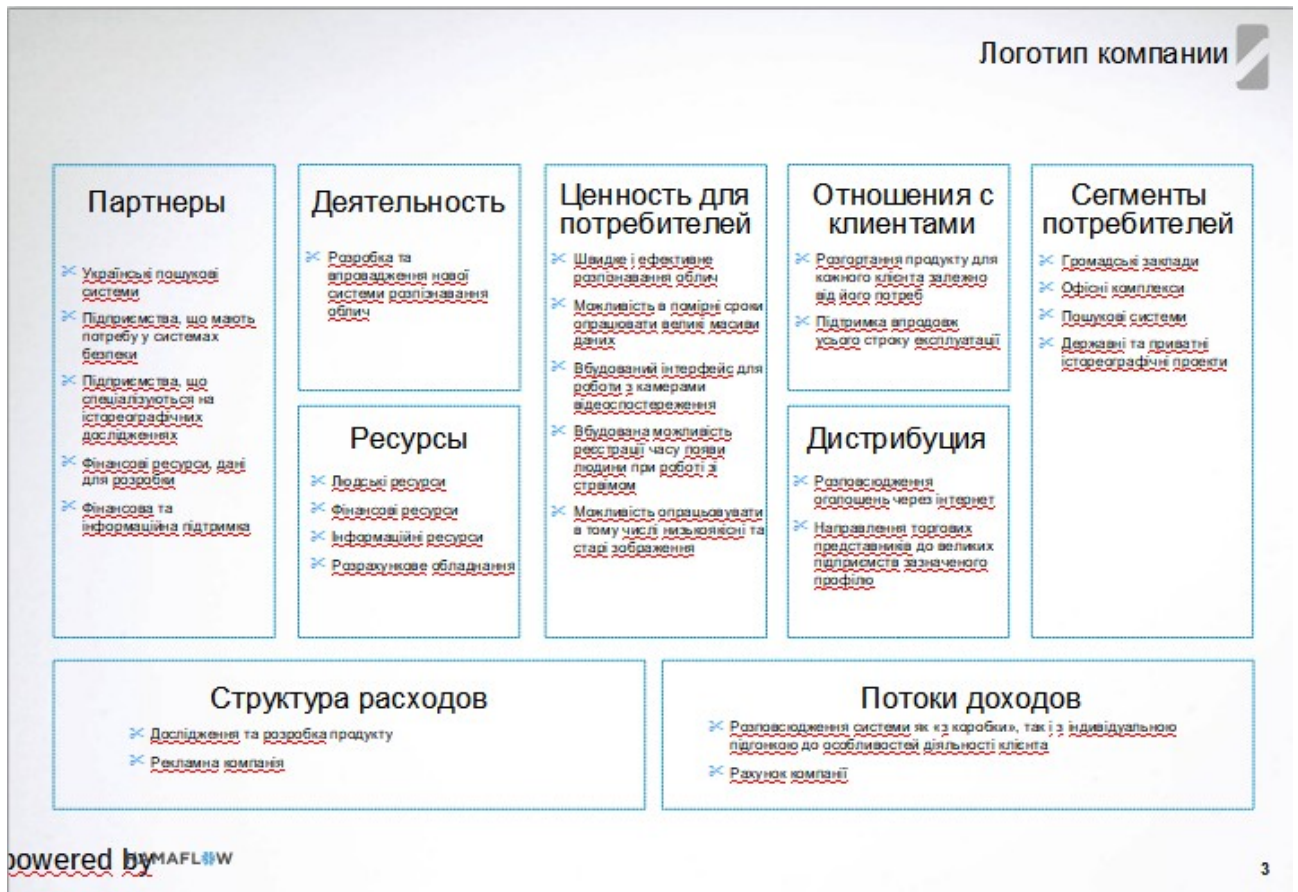 Логотип компании
Партнеры
Українські пошукові
системи
Підприємства, що мають
потребу у системах
безпеки
Підприємства, що
спеціалізуються на
істореографічних
дослідженнях
Фінансові ресурси, дані
для розробки
Фінансова та
інформаційна підтримка
Деятельность
Розробка та
впровадження нової
системи розпізнавання
облич
Ресурсы
Людські ресурси
Фінансові ресурси
Інформаційні ресурси
Розрахункове обладнання
Ценность для
потребителей
Швидке і ефективне
розпізнавання облич
Можливість в помірні сроки
опрацювати великі масиви
даних
Вбудований інтерфейс для
роботи з камерами
відеоспостереження
Вбудована можливість
реєстрації часу появи
людини при роботі зі
стрвімом
Можливість опрацьовувати
в тому числі низькоякісні та
старі зображення
Отношения с
клиентами
Розгортання продукту для
кожного клієнта залежно
від його потреб
Підтримка впродовж
усього строку експлуатації
Дистрибуция
Розповсюдження
оголошень через інтернет
Направлення торгових
представників до великих
підприємств зазначеного
профілю
Сегменты
потребителей
Громадські заклади
Офісні комплекси
Пошукові системи
Державні та приватні
істореографічні проекти
Структура расходов
Дослідження та розробка продукту
Рекламна компанія
Потоки доходов
Розповсюдження системи як «з коробки», так і з індивідуальною
підгонкою до особливостей діяльності клієнта
Рахунок компанії
powered by HAMAFLOW
3